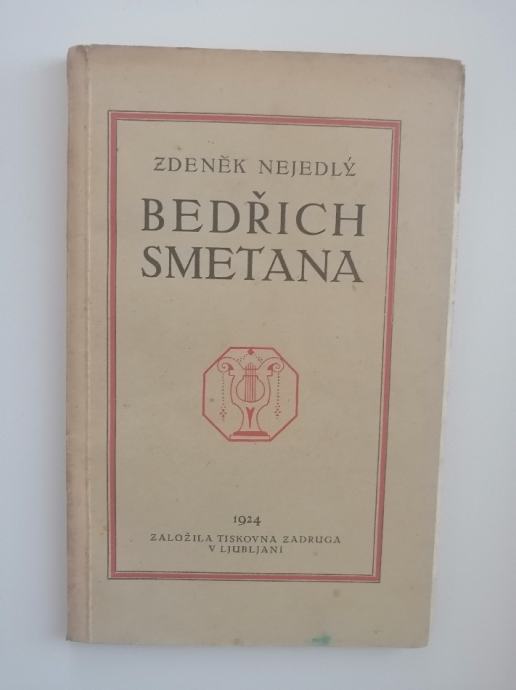 ZDENĚK NEJEDLÝ
BEDŘICH
SMETANA
1924
ZALOŽILA TISKOVNA ZADRUGA
V LJUBLJANI